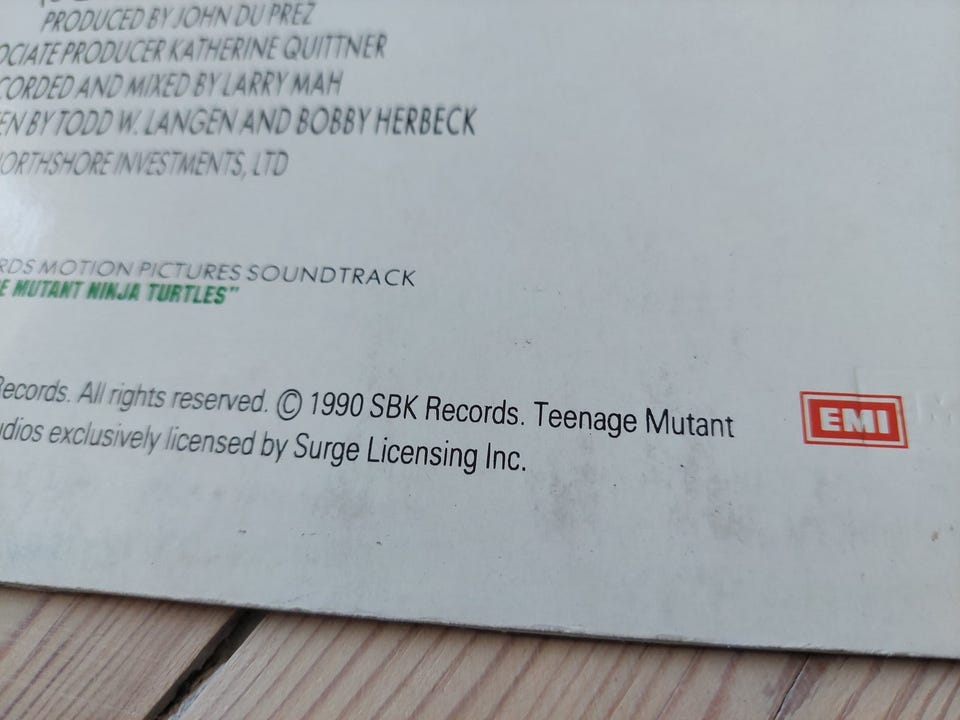 PRODUCED BY JOHN DU PREZ
OCIATE PRODUCER KATHERINE QUITTNER
CORDED AND MIXED BY LARRY MAH
EN BY TODD W. LANGEN AND BOBBY HERBECK
ORTHSHORE INVESTMENTS, LTD
RDS MOTION PICTURES SOUNDTRACK
E MUTANT NINJA TURTLES"
Records. All rights reserved. © 1990 SBK Records. Teenage Mutant
udios exclusively licensed by Surge Licensing Inc.
EMI